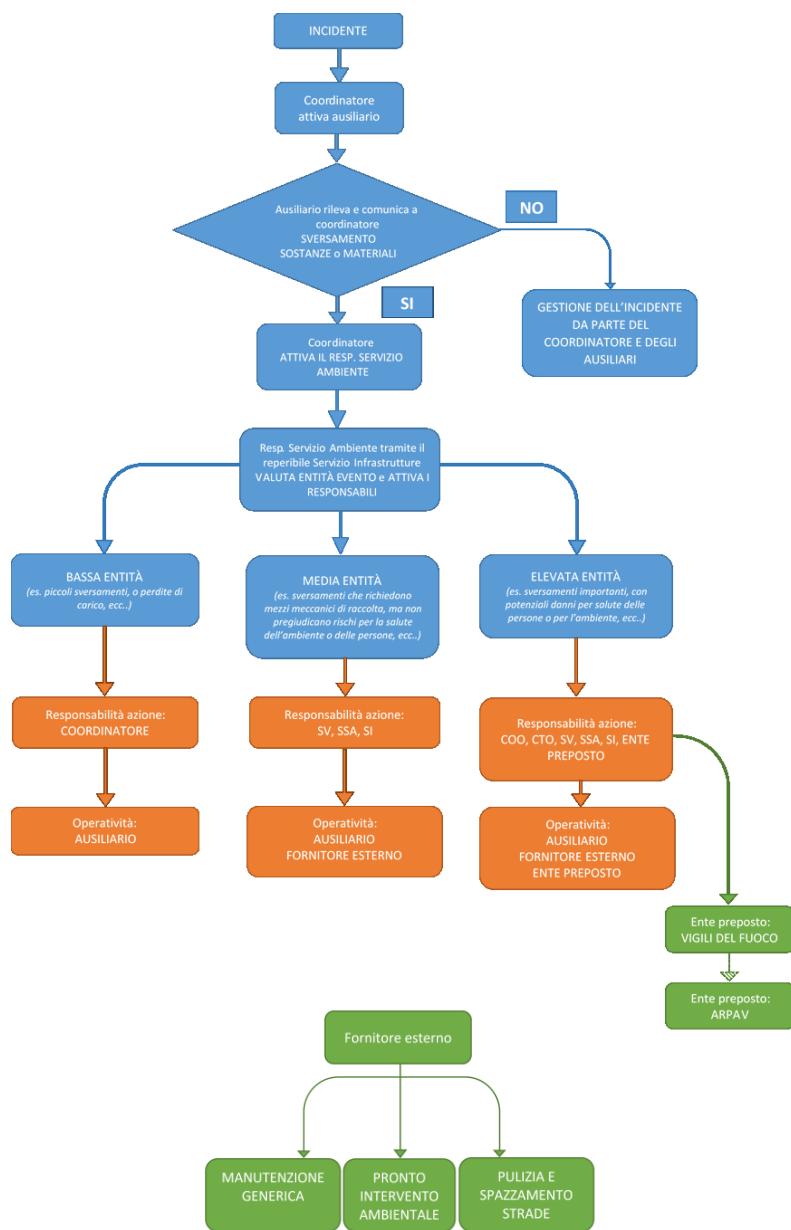 INCIDENTE
Coordinatore
attiva ausiliario
Ausiliario rileva e comunica a
coordinatore
SVERSAMENTO
SOSTANZE o MATERIALI
NO
SI
GESTIONE DELL'INCIDENTE
DA PARTE DEL
COORDINATORE E DEGLI
AUSILIARI
Coordinatore
ATTIVA IL RESP. SERVIZIO
AMBIENTE
Resp. Servizio Ambiente tramite il
reperibile Servizio Infrastrutture
VALUTA ENTITÀ EVENTO e ATTIVA I
RESPONSABILI
BASSA ENTITÀ
(es. piccoli sversamenti, o perdite di
carico, ecc..)
MEDIA ENTITÀ
(es. sversamenti che richiedono
mezzi meccanici di raccolta, ma non
pregiudicano rischi per la salute
dell'ambiente o delle persone, ecc..)
ELEVATA ENTITÀ
(es. sversamenti importanti, con
potenziali danni per salute delle
persone o per l'ambiente, ecc..)
Responsabilità azione:
COORDINATORE
Responsabilità azione:
SV, SSA, SI
Responsabilità azione:
COO, CTO, SV, SSA, SI, ENTE
PREPOSTO
Operatività:
AUSILIARIO
Operatività:
AUSILIARIO
FORNITORE ESTERNO
Operatività:
AUSILIARIO
FORNITORE ESTERNO
ENTE PREPOSTO
Ente preposto:
VIGILI DEL FUOCO
Ente preposto:
ARPAV
Fornitore esterno
MANUTENZIONE
GENERICA
PRONTO
INTERVENTO
AMBIENTALE
PULIZIA E
SPAZZAMENTO
STRADE